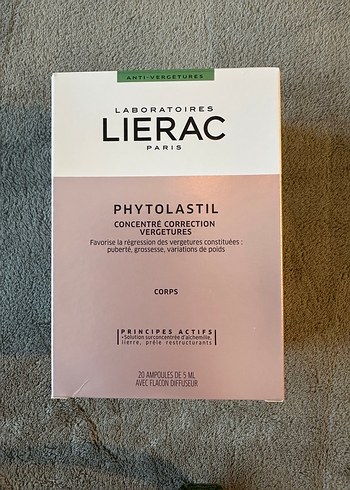 ANTI-VERGETURES
LABORATOIRES
LIERAC
PARIS
PHYTOLASTIL
CONCENTRÉ CORRECTION
VERGETURES
Favorise la régression des vergetures constituées :
puberté, grossesse, variations de poids
CORPS
PRINCIPES ACTIFS
+Solution surconcentrée d'alchémille,
lierre, prêle restructurants
20 AMPOULES DE 5 ML
AVEC FLACON DIFFUSEUR